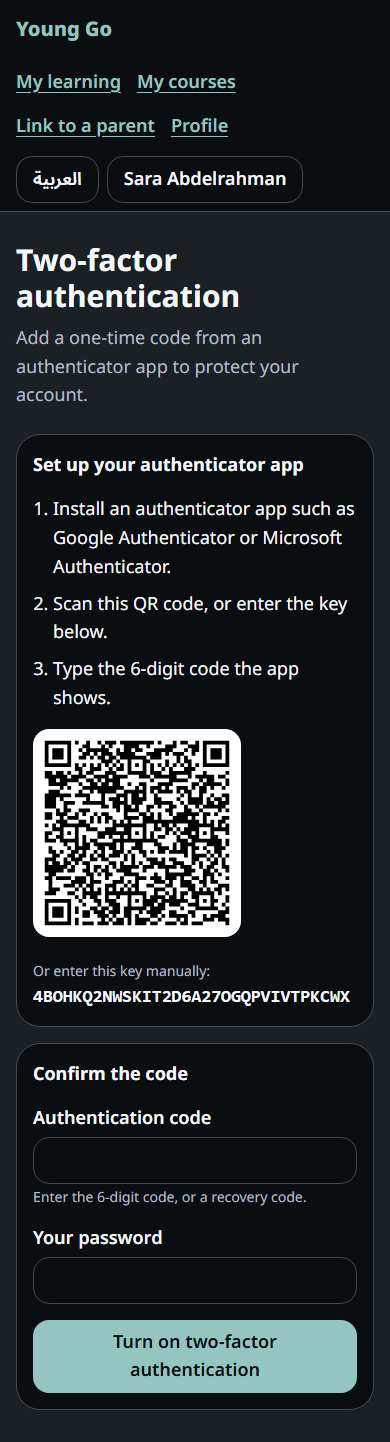 Young Go
My learning My courses
Link to a parent Profile
العربية Sara Abdelrahman
Two-factor
authentication
Add a one-time code from an
authenticator app to protect your
account.
Set up your authenticator app
1. Install an authenticator app such as
Google Authenticator or Microsoft
Authenticator.
2. Scan this QR code, or enter the key
below.
3. Type the 6-digit code the app
shows.
Or enter this key manually:
4BOHKQ2NWSKIT2D6A27OGQPVIVTPKCWX
Confirm the code
Authentication code
Enter the 6-digit code, or a recovery code.
Your password
Turn on two-factor
authentication